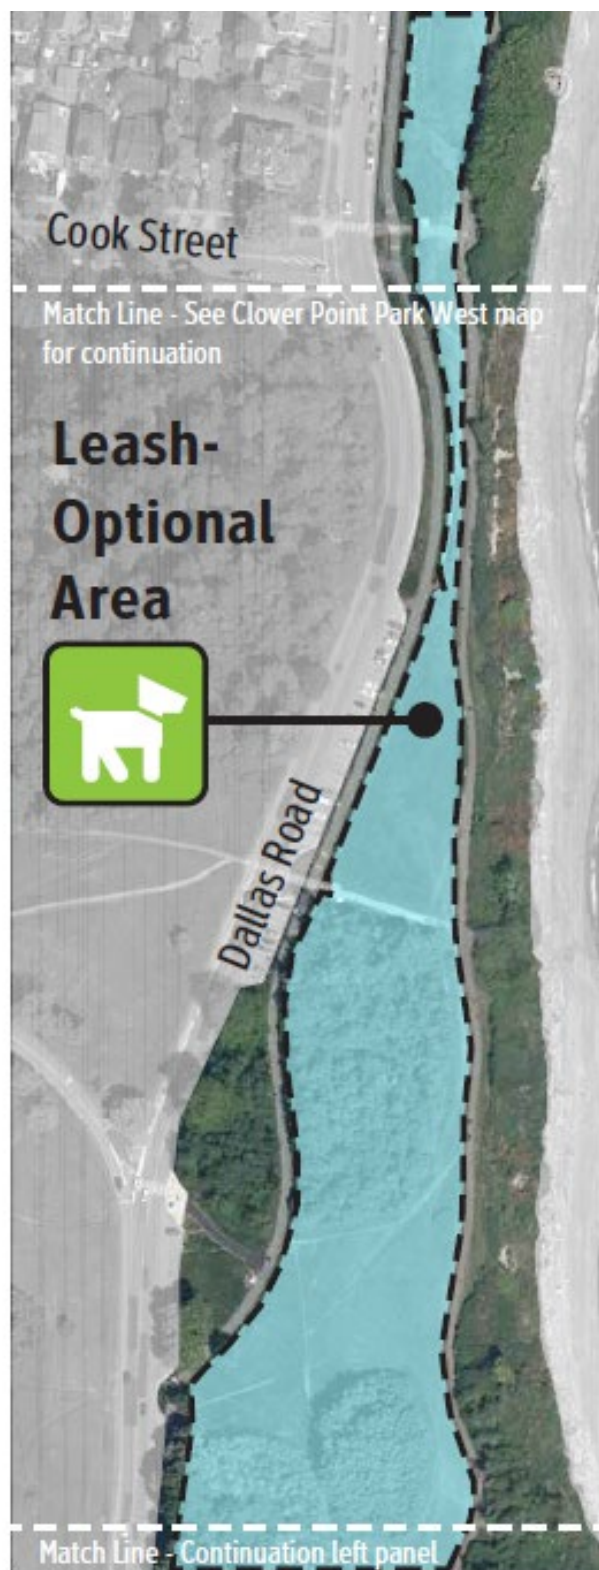 Cook Street
Match Line - See Clover Point Park West map
for continuation
Leash-
Optional
Area
Dallas Road
Match Line - Continuation left panel